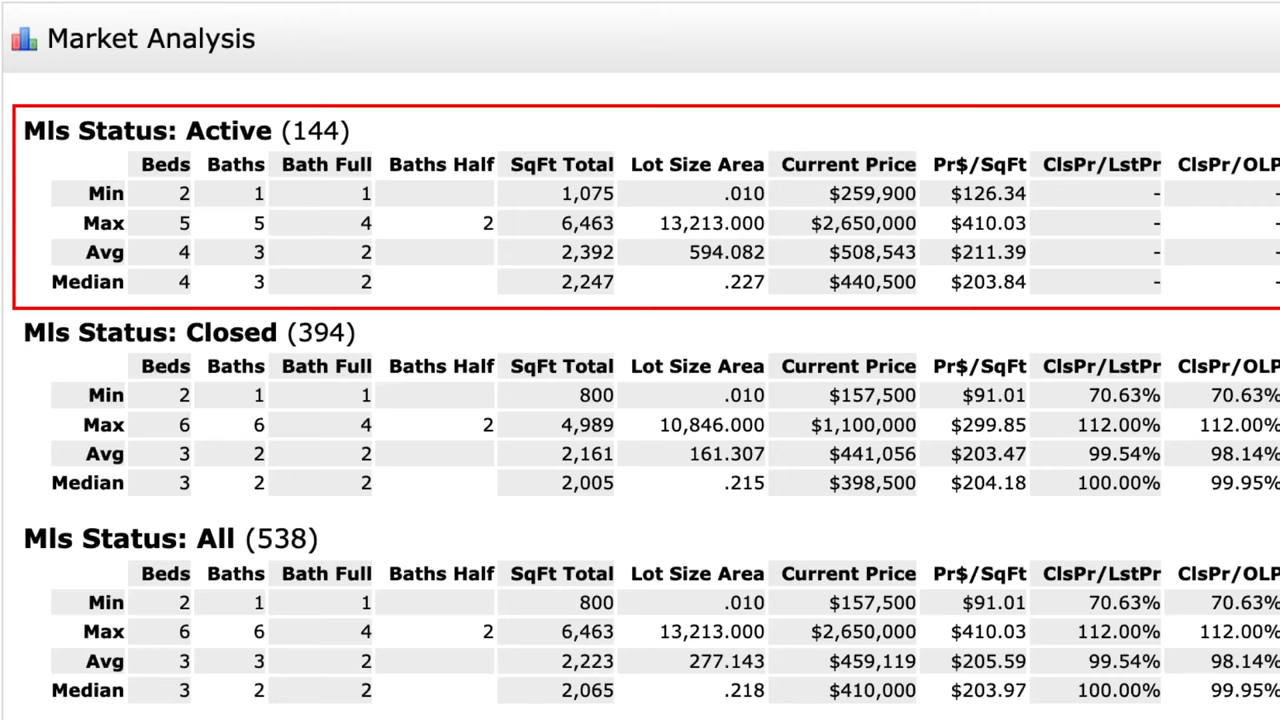 Market Analysis
Mls Status: Active (144)
Beds Baths Bath Full Baths Half SqFt Total Lot Size Area Current Price Pr$/SqFt ClsPr/LstPr ClsPr/OLP
Min 2 1 1 1,075 .010 $259,900 $126.34 - -
Max 5 5 4 2 6,463 13,213.000 $2,650,000 $410.03 - -
Avg 4 3 2 2,392 594.082 $508,543 $211.39 - -
Median 4 3 2 2,247 .227 $440,500 $203.84 - -
Mls Status: Closed (394)
Beds Baths Bath Full Baths Half SqFt Total Lot Size Area Current Price Pr$/SqFt ClsPr/LstPr ClsPr/OLP
Min 2 1 1 800 .010 $157,500 $91.01 70.63% 70.63%
Max 6 6 4 2 4,989 10,846.000 $1,100,000 $299.85 112.00% 112.00%
Avg 3 2 2 2,161 161.307 $441,056 $203.47 99.54% 98.14%
Median 3 2 2 2,005 .215 $398,500 $204.18 100.00% 99.95%
Mls Status: All (538)
Beds Baths Bath Full Baths Half SqFt Total Lot Size Area Current Price Pr$/SqFt ClsPr/LstPr ClsPr/OLP
Min 2 1 1 800 .010 $157,500 $91.01 70.63% 70.63%
Max 6 6 4 2 6,463 13,213.000 $2,650,000 $410.03 112.00% 112.00%
Avg 3 3 2 2,223 277.143 $459,119 $205.59 99.54% 98.14%
Median 3 2 2 2,065 .218 $410,000 $203.97 100.00% 99.95%